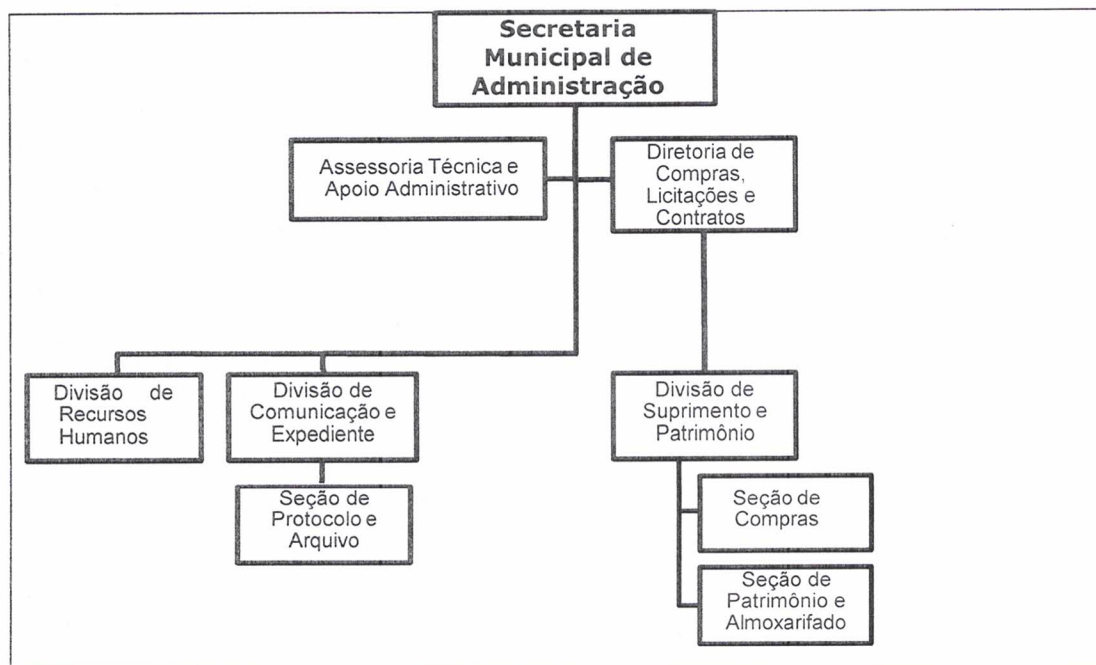 Secretaria
Municipal de
Administração
Assessoria Técnica e
Apoio Administrativo
Diretoria de
Compras,
Licitações e
Contratos
Divisão de
Recursos
Humanos
Divisão de
Comunicação e
Expediente
Divisão de
Suprimento e
Patrimônio
Seção de
Protocolo e
Arquivo
Seção de
Compras
Seção de
Patrimônio e
Almoxarifado